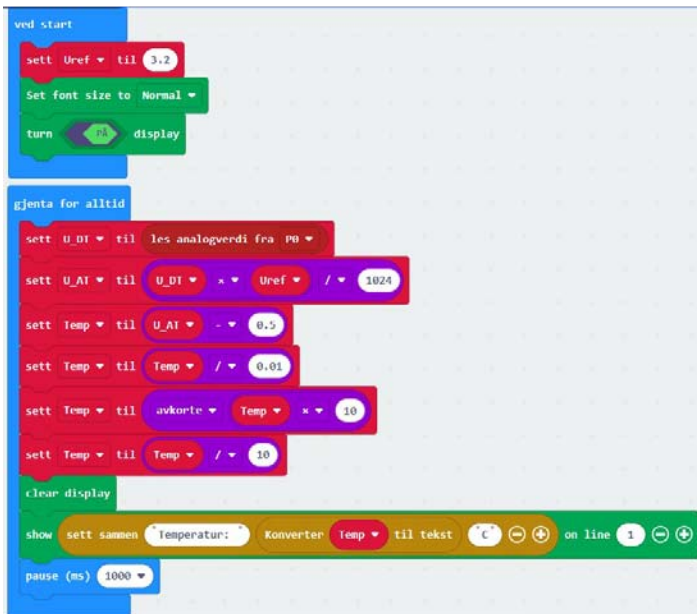 ved start
sett Uref til 3.2
Set font size to Normal
turn PÅ display
gjenta for alltid
sett U_DT til les analogverdi fra P0
sett U_AT til U_DT × Uref / 1024
sett Temp til U_AT - 0.5
sett Temp til Temp / 0.01
sett Temp til avkorte Temp × 10
sett Temp til Temp / 10
clear display
show sett sammen "Temperatur: " Konverter Temp til tekst "C" on line 1
pause (ms) 1000